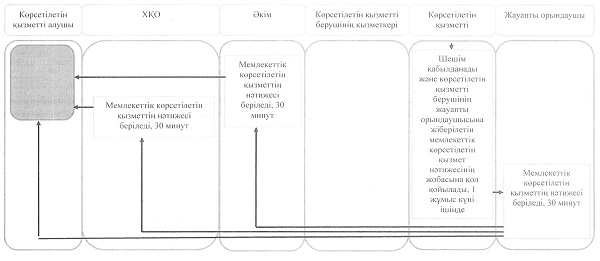 Көрсетілетін
қызметті алушы
ХҚО
Әкім
Көрсетілетін қызметті
берушінің қызметкері
Көрсетілетін
қызметті
Жауапты орындаушы
Мемлекеттік
көрсетілетін
қызметтің нәтижесі
беріледі, 30
минут
Мемлекеттік көрсетілетін
қызметтің нәтижесі
беріледі, 30 минут
Шешім
қабылданады
және көрсетілетін
қызметті
берушінің
жауапты
орындаушысына
жіберілетін
мемлекеттік
көрсетілетін
қызмет
нәтижесінің
жобасына қол
қойылады, 1
жұмыс күні
ішінде
Мемлекеттік
көрсетілетін
қызметтің нәтижесі
беріледі, 30 минут